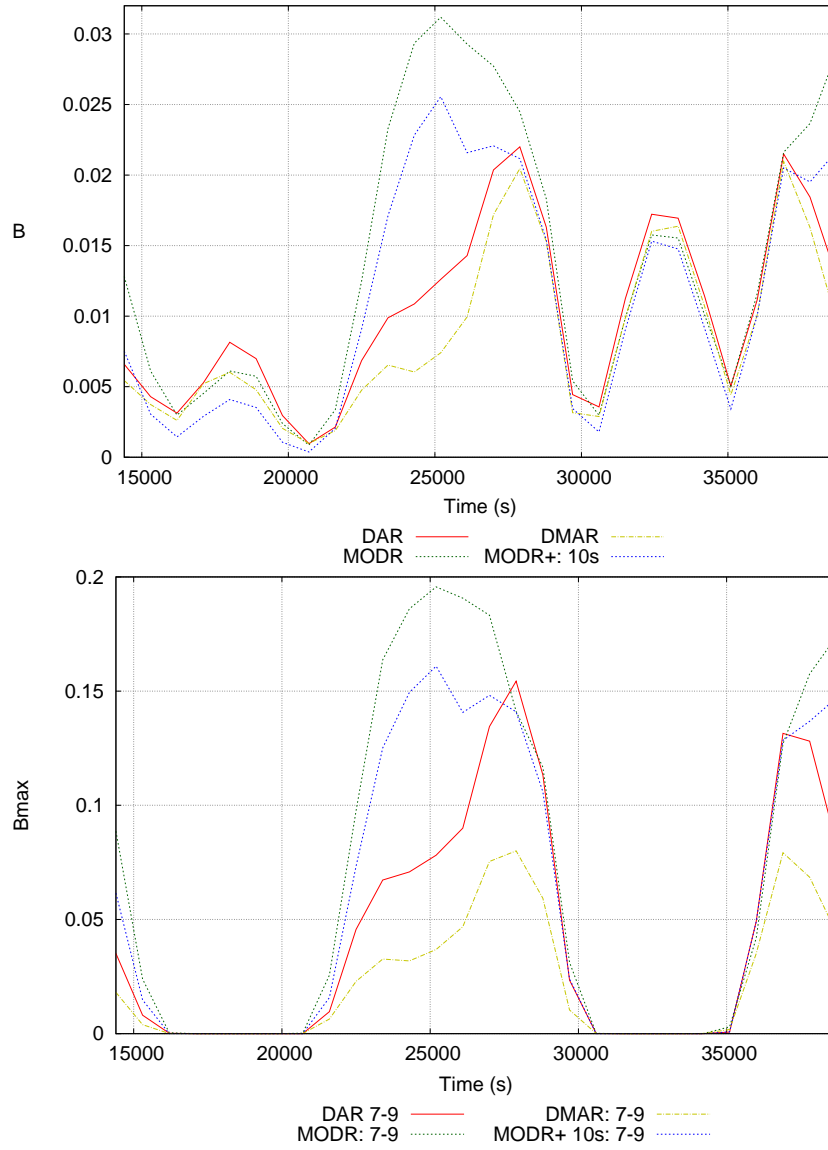 0.03
0.025
0.02
B
0.015
0.01
0.005
0
15000 20000 25000 30000 35000
Time (s)
DAR DMAR
MODR MODR+: 10s
0.2
0.15
Bmax
0.1
0.05
0
15000 20000 25000 30000 35000
Time (s)
DAR 7-9 DMAR: 7-9
MODR: 7-9 MODR+ 10s: 7-9